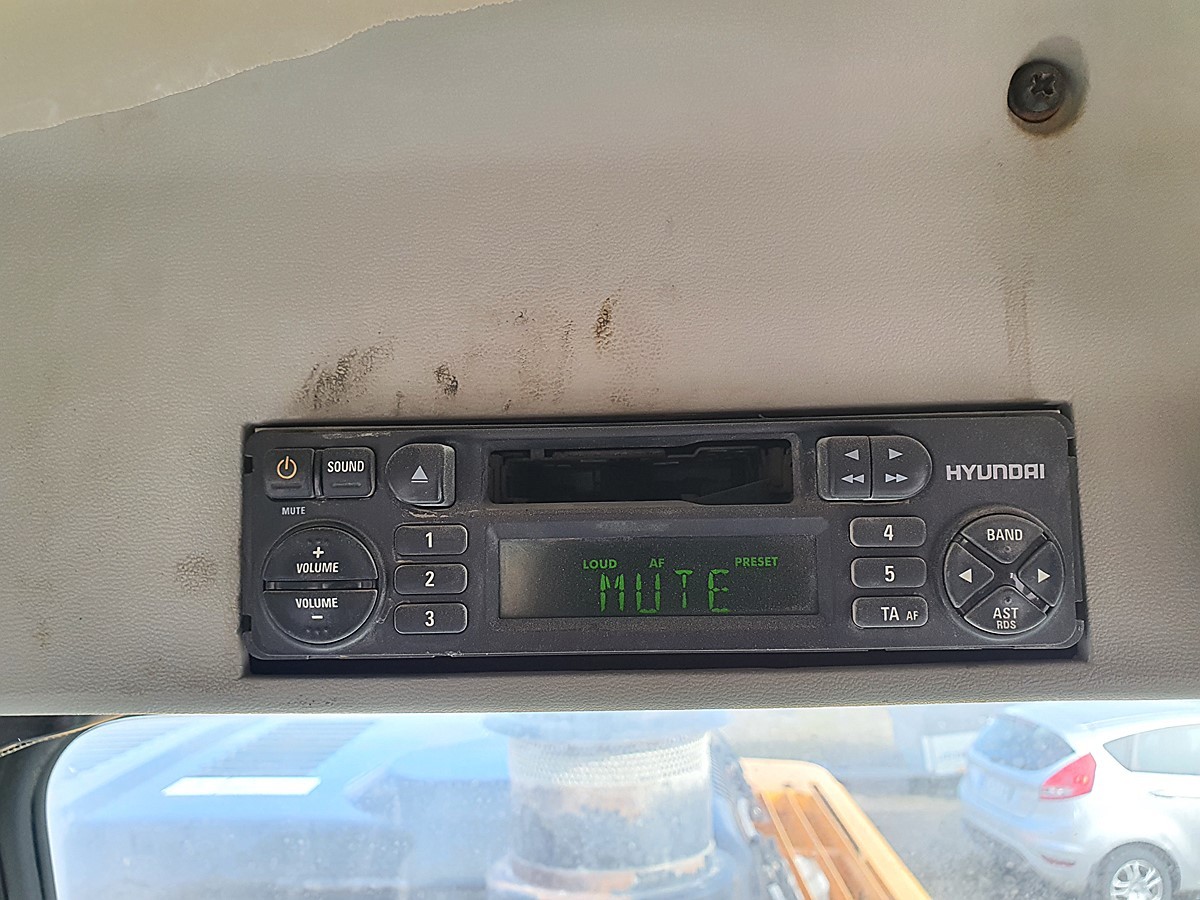 SOUND
MUTE
HYUNDAI
+
VOLUME
VOLUME
−
1
2
3
LOUD AF PRESET
MUTE
4
5
TA AF
BAND
AST
RDS